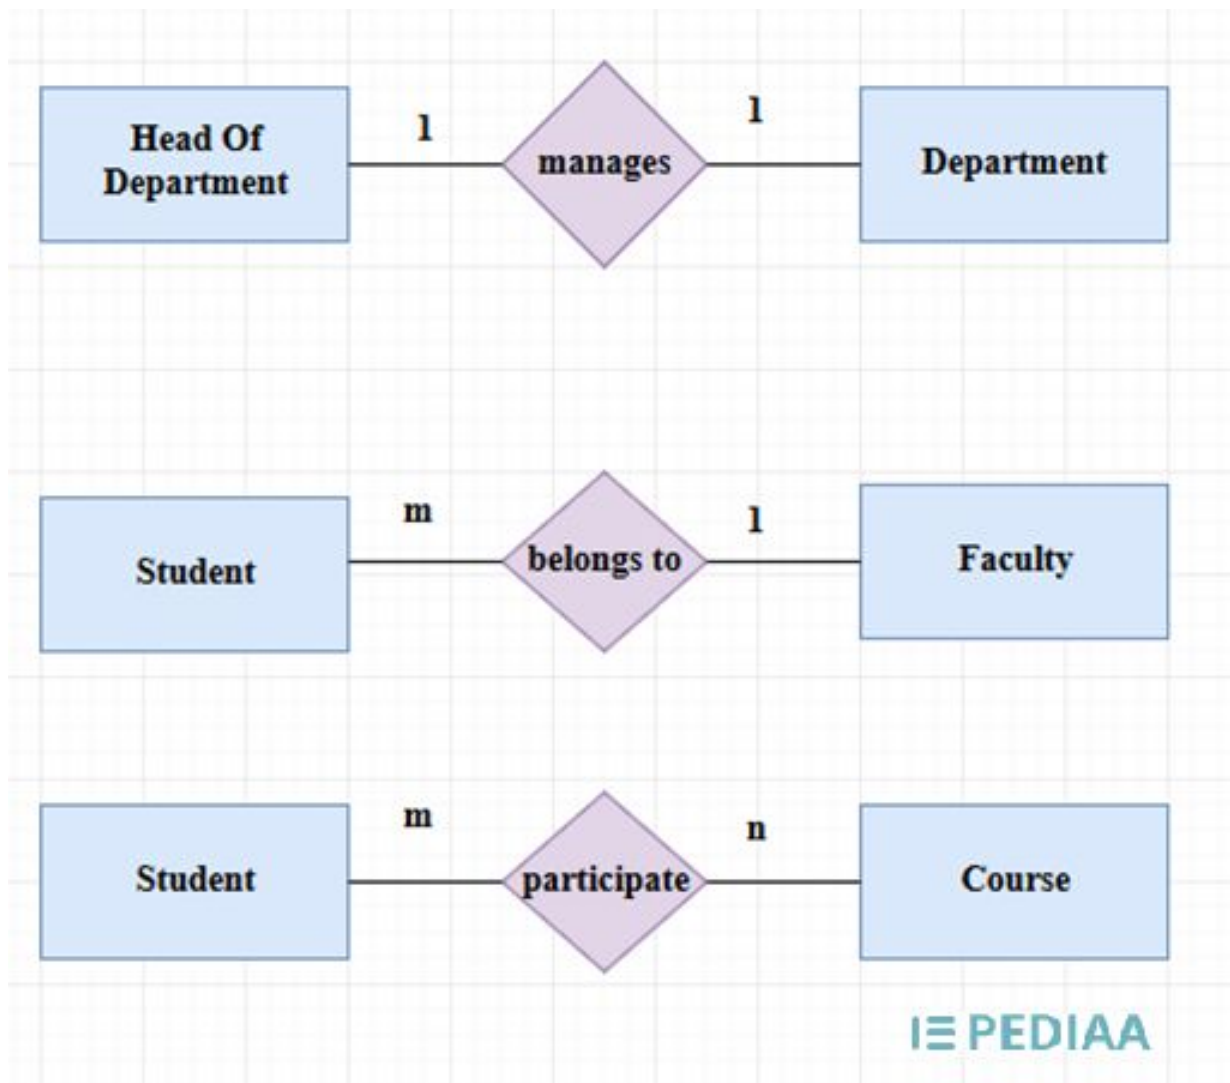 Head Of
Department
1
manages
1
Department
Student
m
belongs to
1
Faculty
Student
m
participate
n
Course
PEDIAA